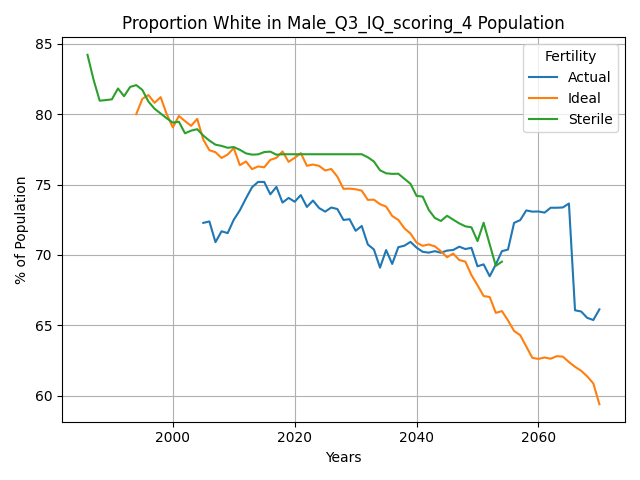 Proportion White in Male_Q3_IQ_scoring_4 Population
85
80
75
70
65
60
% of Population
Fertility
Actual
Ideal
Sterile
2000
2020
2040
2060
Years